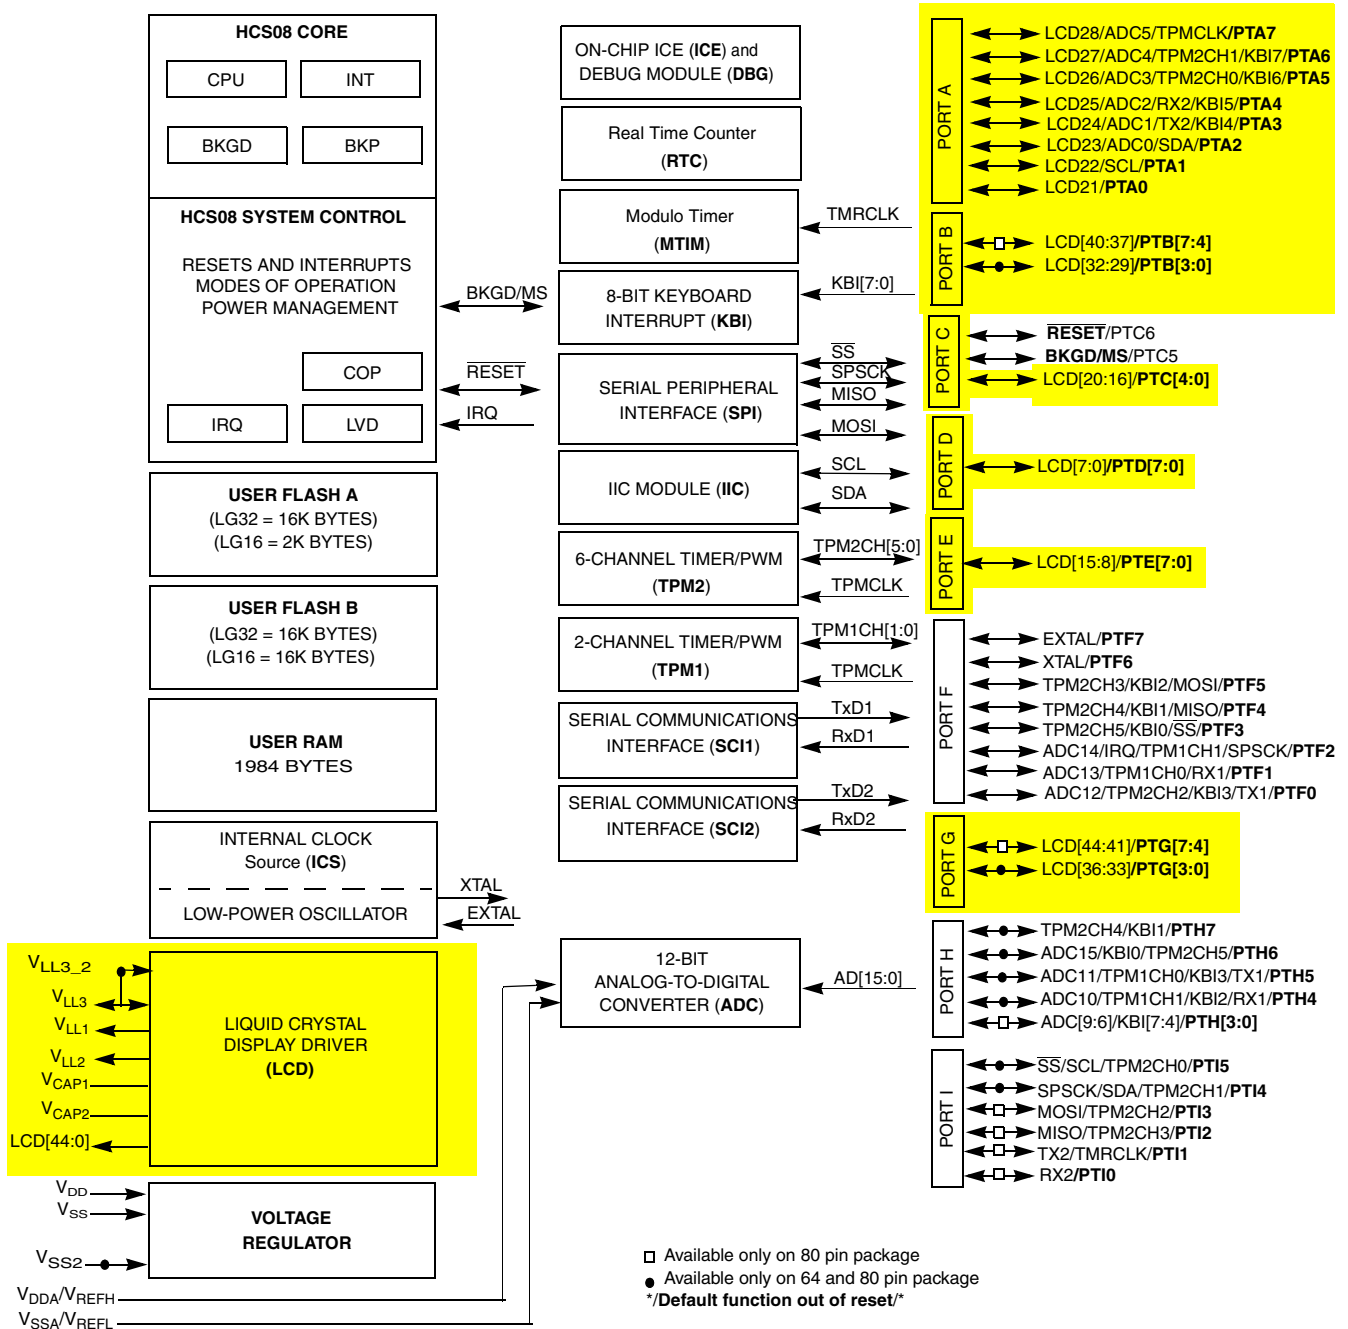 HCS08 CORE
CPU
INT
BKGD
BKP
HCS08 SYSTEM CONTROL
RESETS AND INTERRUPTS
MODES OF OPERATION
POWER MANAGEMENT
COP
IRQ
LVD
BKGD/MS
RESET
IRQ
USER FLASH A
(LG32 = 16K BYTES)
(LG16 = 2K BYTES)
USER FLASH B
(LG32 = 16K BYTES)
(LG16 = 16K BYTES)
USER RAM
1984 BYTES
INTERNAL CLOCK
Source (ICS)
LOW-POWER OSCILLATOR
XTAL
EXTAL
VLL3_2
VLL3
VLL1
VLL2
VCAP1
VCAP2
LCD[44:0]
LIQUID CRYSTAL
DISPLAY DRIVER
(LCD)
VDD
VSS
VSS2
VOLTAGE
REGULATOR
VDDA/VREFH
VSSA/VREFL
ON-CHIP ICE (ICE) and
DEBUG MODULE (DBG)
Real Time Counter
(RTC)
Modulo Timer
(MTIM)
TMRCLK
8-BIT KEYBOARD
INTERRUPT (KBI)
KBI[7:0]
SERIAL PERIPHERAL
INTERFACE (SPI)
SS
SPSCK
MISO
MOSI
IIC MODULE (IIC)
SCL
SDA
6-CHANNEL TIMER/PWM
(TPM2)
TPM2CH[5:0]
TPMCLK
2-CHANNEL TIMER/PWM
(TPM1)
TPM1CH[1:0]
TPMCLK
SERIAL COMMUNICATIONS
INTERFACE (SCI1)
TxD1
RxD1
SERIAL COMMUNICATIONS
INTERFACE (SCI2)
TxD2
RxD2
12-BIT
ANALOG-TO-DIGITAL
CONVERTER (ADC)
AD[15:0]
PORT A
LCD28/ADC5/TPMCLK/PTA7
LCD27/ADC4/TPM2CH1/KBI7/PTA6
LCD26/ADC3/TPM2CH0/KBI6/PTA5
LCD25/ADC2/RX2/KBI5/PTA4
LCD24/ADC1/TX2/KBI4/PTA3
LCD23/ADC0/SDA/PTA2
LCD22/SCL/PTA1
LCD21/PTA0
PORT B
LCD[40:37]/PTB[7:4]
LCD[32:29]/PTB[3:0]
PORT C
RESET/PTC6
BKGD/MS/PTC5
LCD[20:16]/PTC[4:0]
PORT D
LCD[7:0]/PTD[7:0]
PORT E
LCD[15:8]/PTE[7:0]
PORT F
EXTAL/PTF7
XTAL/PTF6
TPM2CH3/KBI2/MOSI/PTF5
TPM2CH4/KBI1/MISO/PTF4
TPM2CH5/KBI0/SS/PTF3
ADC14/IRQ/TPM1CH1/SPSCK/PTF2
ADC13/TPM1CH0/RX1/PTF1
ADC12/TPM2CH2/KBI3/TX1/PTF0
PORT G
LCD[44:41]/PTG[7:4]
LCD[36:33]/PTG[3:0]
PORT H
TPM2CH4/KBI1/PTH7
ADC15/KBI0/TPM2CH5/PTH6
ADC11/TPM1CH0/KBI3/TX1/PTH5
ADC10/TPM1CH1/KBI2/RX1/PTH4
ADC[9:6]/KBI[7:4]/PTH[3:0]
PORT I
SS/SCL/TPM2CH0/PTI5
SPSCK/SDA/TPM2CH1/PTI4
MOSI/TPM2CH2/PTI3
MISO/TPM2CH3/PTI2
TX2/TMRCLK/PTI1
RX2/PTI0
Available only on 80 pin package
Available only on 64 and 80 pin package
*/Default function out of reset/*